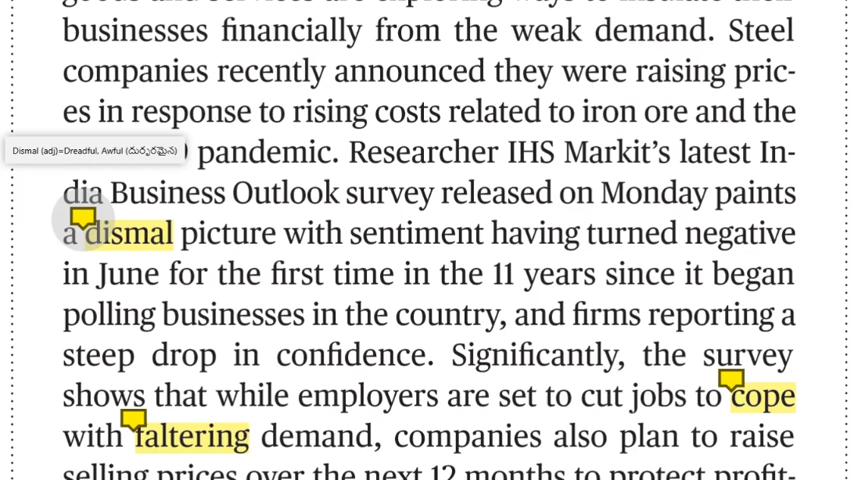 goods and services are exploring ways to insulate their
businesses financially from the weak demand. Steel
companies recently announced they were raising pric-
es in response to rising costs related to iron ore and the
Dismal (adj)=Dreadful, Awful (దుర్భరమైన)
pandemic. Researcher IHS Markit's latest In-
dia Business Outlook survey released on Monday paints
a dismal picture with sentiment having turned negative
in June for the first time in the 11 years since it began
polling businesses in the country, and firms reporting a
steep drop in confidence. Significantly, the survey
shows that while employers are set to cut jobs to cope
with faltering demand, companies also plan to raise
selling prices over the next 12 months to protect profit-